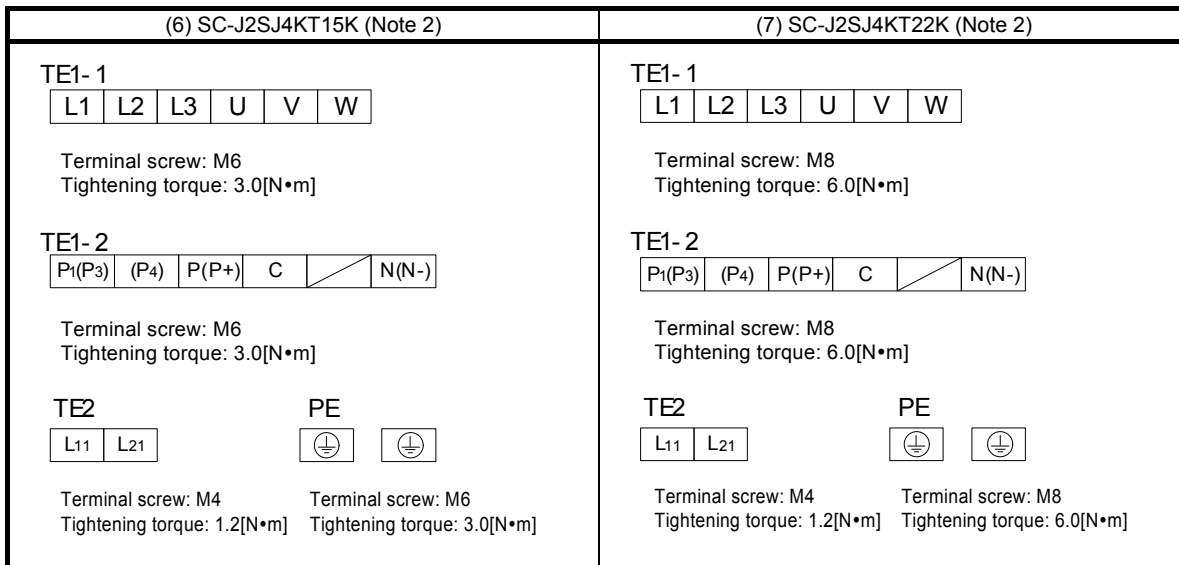 (6) SC-J2SJ4KT15K (Note 2)
TE1-1
L1 L2 L3 U V W
Terminal screw: M6
Tightening torque: 3.0[N•m]
TE1-2
P1(P3) (P4) P(P+) C N(N-)
Terminal screw: M6
Tightening torque: 3.0[N•m]
TE2
L11 L21
Terminal screw: M4
Tightening torque: 1.2[N•m]
PE
Terminal screw: M6
Tightening torque: 3.0[N•m]
(7) SC-J2SJ4KT22K (Note 2)
TE1-1
L1 L2 L3 U V W
Terminal screw: M8
Tightening torque: 6.0[N•m]
TE1-2
P1(P3) (P4) P(P+) C N(N-)
Terminal screw: M8
Tightening torque: 6.0[N•m]
TE2
L11 L21
Terminal screw: M4
Tightening torque: 1.2[N•m]
PE
Terminal screw: M8
Tightening torque: 6.0[N•m]